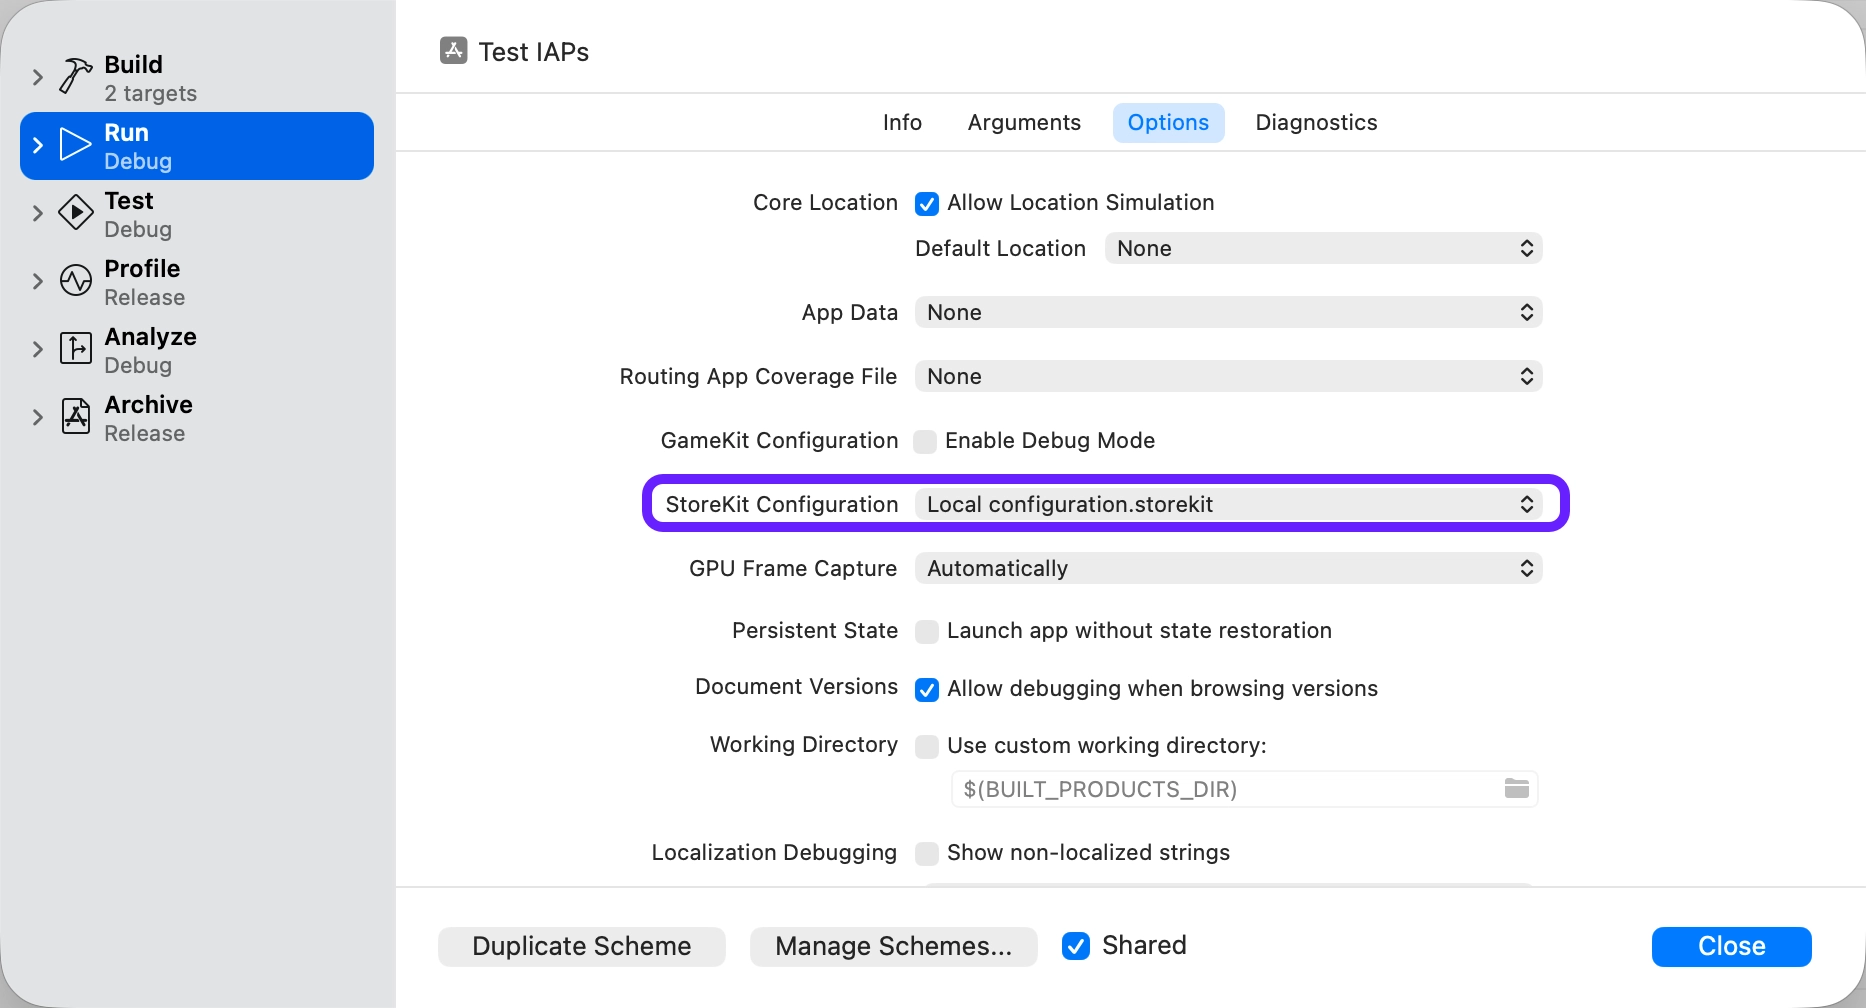 Build
2 targets
Run
Debug
Test
Debug
Profile
Release
Analyze
Debug
Archive
Release
Test IAPs
Info Arguments Options Diagnostics
Core Location Allow Location Simulation
Default Location None
App Data None
Routing App Coverage File None
GameKit Configuration Enable Debug Mode
StoreKit Configuration Local configuration.storekit
GPU Frame Capture Automatically
Persistent State Launch app without state restoration
Document Versions Allow debugging when browsing versions
Working Directory Use custom working directory:
$(BUILT_PRODUCTS_DIR)
Localization Debugging Show non-localized strings
Duplicate Scheme Manage Schemes... Shared Close